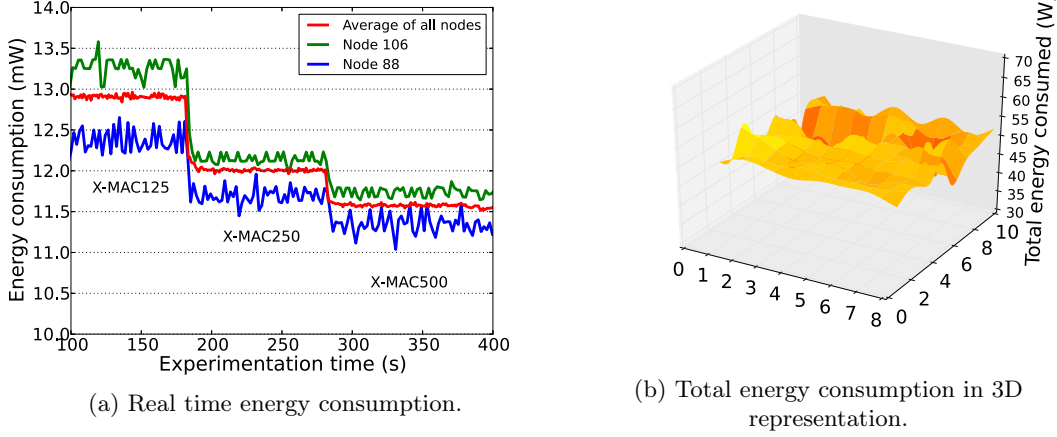 14.0
13.5
13.0
12.5
12.0
11.5
11.0
10.5
10.0
Energy consumption (mW)
Average of all nodes
Node 106
Node 88
X-MAC125
X-MAC250
X-MAC500
100 150 200 250 300 350 400
Experimentation time (s)
(a) Real time energy consumption.
70
65
60
55
50
45
40
35
30
Total energy consumed (W
0 1 2 3 4 5 6 7 8
0 2 4 6 8 10
(b) Total energy consumption in 3D
representation.